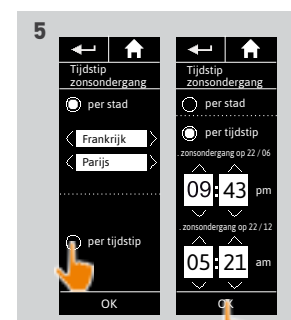 5
Tijdstip
zonsondergang
per stad
Frankrijk
Parijs
per tijdstip
OK
Tijdstip
zonsondergang
per stad
per tijdstip
. zonsondergang op 22 / 06
09:43 pm
. zonsondergang op 22 / 12
05:21 am
OK